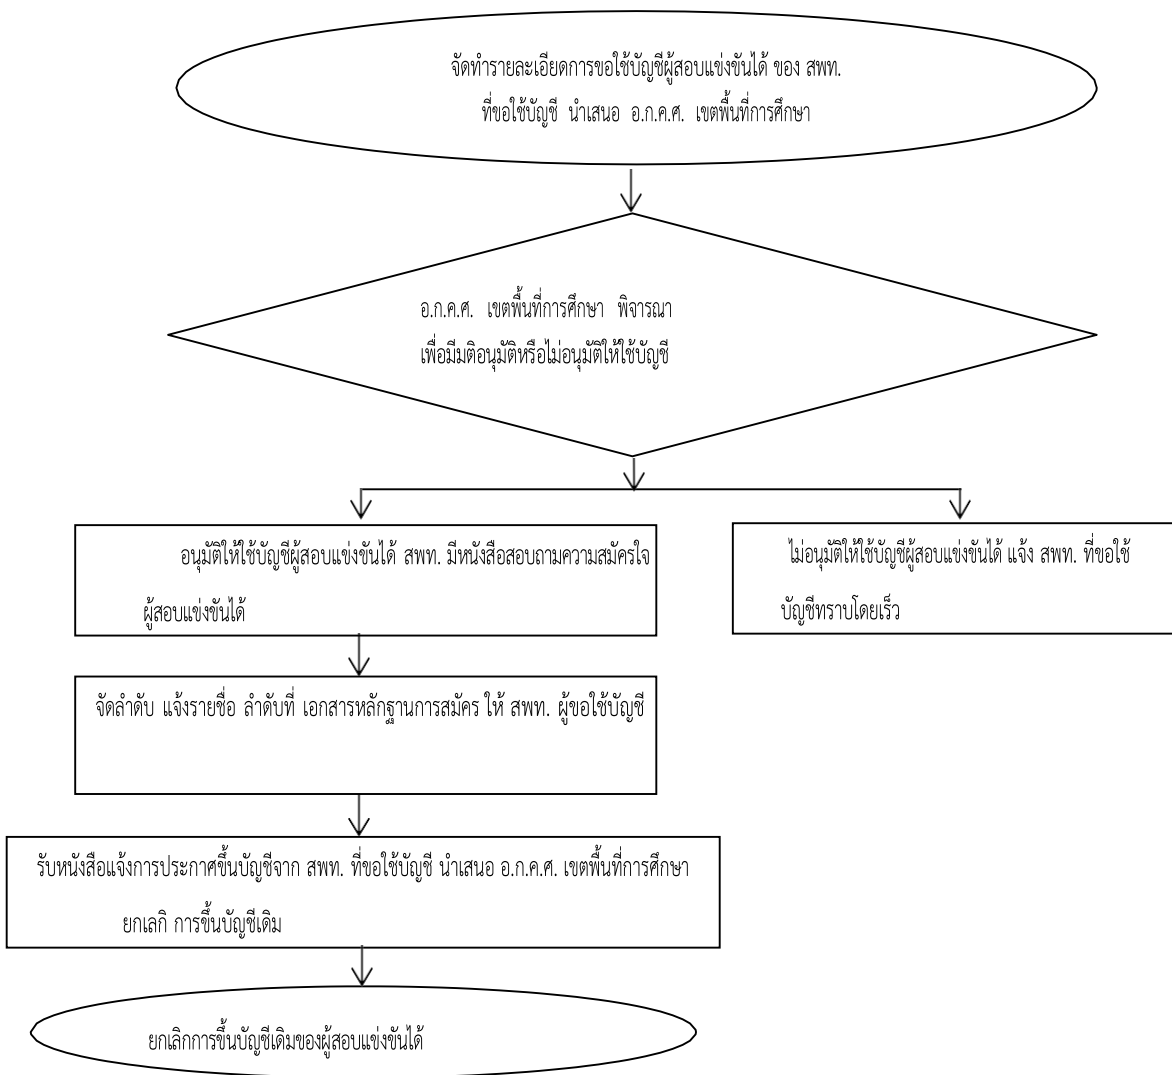 จัดทำรายละเอียดการขอใช้บัญชีผู้สอบแข่งขันได้ ของ สพท.
ที่ขอใช้บัญชี นำเสนอ อ.ก.ค.ศ. เขตพื้นที่การศึกษา
อ.ก.ค.ศ. เขตพื้นที่การศึกษา พิจารณา
เพื่อมีมติอนุมัติหรือไม่อนุมัติให้ใช้บัญชี
อนุมัติให้ใช้บัญชีผู้สอบแข่งขันได้ สพท. มีหนังสือสอบถามความสมัครใจ
ผู้สอบแข่งขันได้
ไม่อนุมัติให้ใช้บัญชีผู้สอบแข่งขันได้ แจ้ง สพท. ที่ขอใช้
บัญชีทราบโดยเร็ว
จัดลำดับ แจ้งรายชื่อ ลำดับที่ เอกสารหลักฐานการสมัคร ให้ สพท. ผู้ขอใช้บัญชี
รับหนังสือแจ้งการประกาศขึ้นบัญชีจาก สพท. ที่ขอใช้บัญชี นำเสนอ อ.ก.ค.ศ. เขตพื้นที่การศึกษา
ยกเลกิ การขึ้นบัญชีเดิม
ยกเลิกการขึ้นบัญชีเดิมของผู้สอบแข่งขันได้